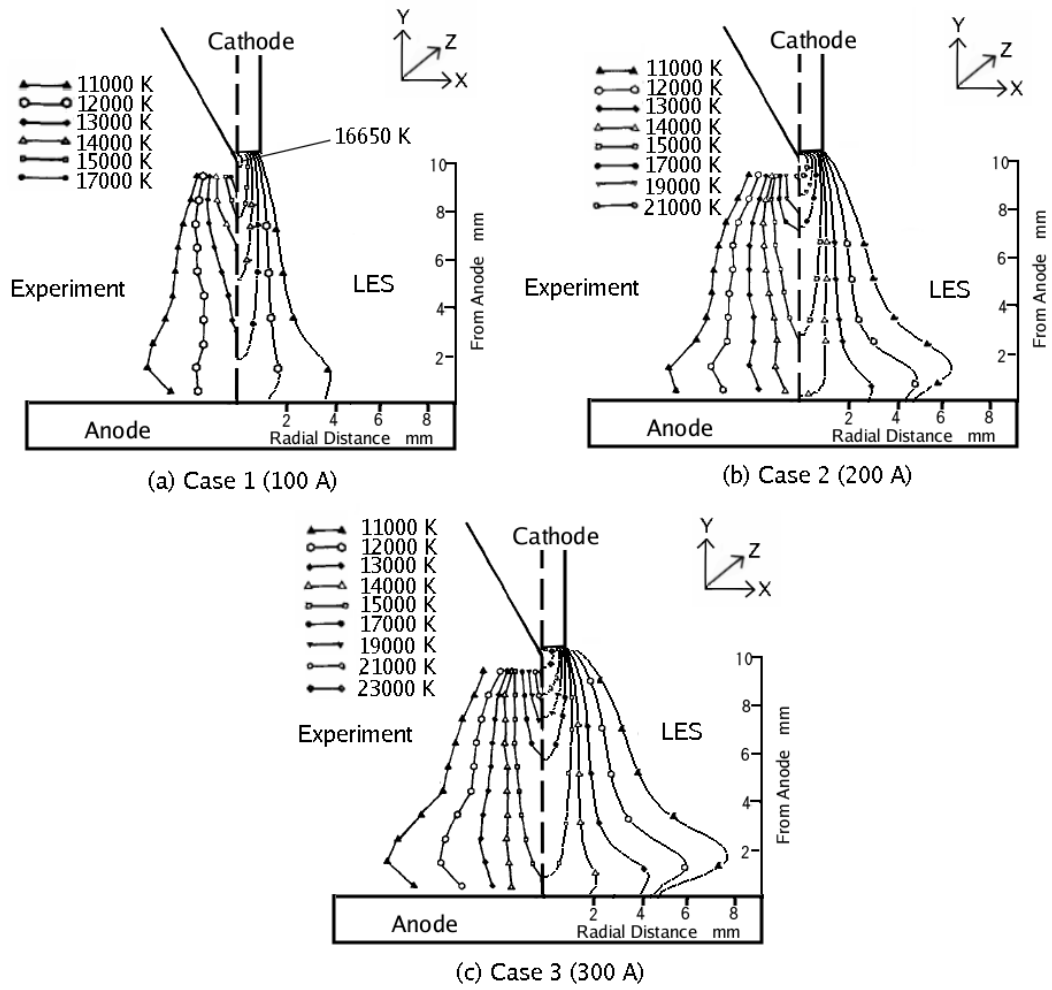 Cathode
Y
Z
X
11000 K
12000 K
13000 K
14000 K
15000 K
17000 K
16650 K
10
8
6
4
2
From Anode mm
Experiment
LES
Anode
2 4 6 8
Radial Distance mm
(a) Case 1 (100 A)
Cathode
Y
Z
X
11000 K
12000 K
13000 K
14000 K
15000 K
17000 K
19000 K
21000 K
10
8
6
4
2
From Anode mm
Experiment
LES
Anode
2 4 6 8
Radial Distance mm
(b) Case 2 (200 A)
Cathode
Y
Z
X
11000 K
12000 K
13000 K
14000 K
15000 K
17000 K
19000 K
21000 K
23000 K
10
8
6
4
2
From Anode mm
Experiment
LES
Anode
2 4 6 8
Radial Distance mm
(c) Case 3 (300 A)